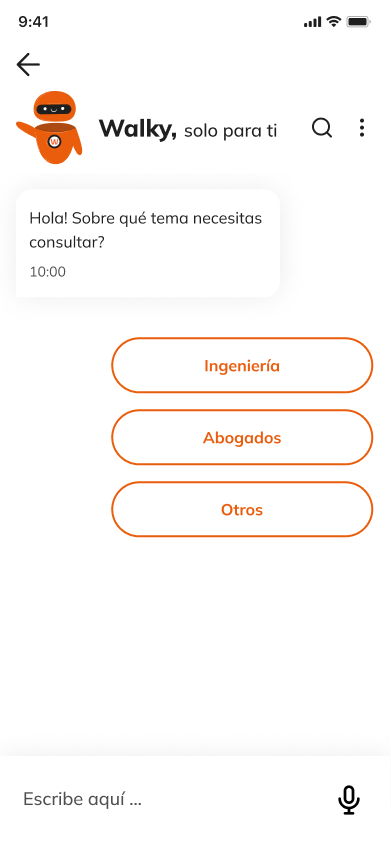 9:41
Walky, solo para ti
W
Hola! Sobre qué tema necesitas
consultar?
10:00
Ingeniería
Abogados
Otros
Escribe aquí ...